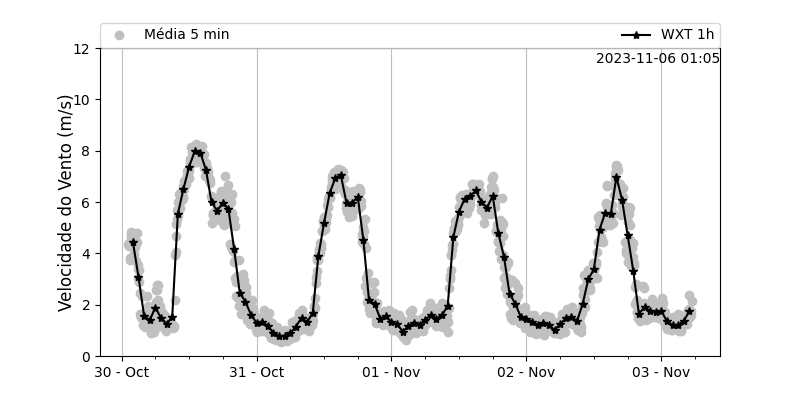 Média 5 min
WXT 1h
2023-11-06 01:05
Velocidade do Vento (m/s)
12
10
8
6
4
2
0
30 - Oct
31 - Oct
01 - Nov
02 - Nov
03 - Nov